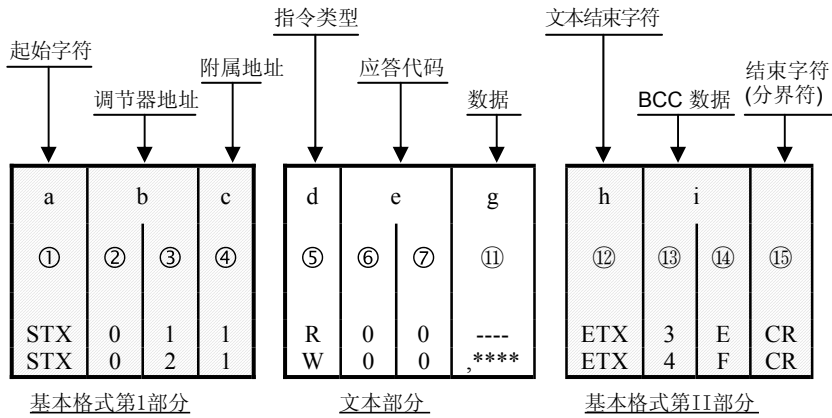 指令类型 文本结束字符
起始字符 附属地址 应答代码 结束字符
(分界符)
调节器地址 数据 BCC 数据
a b c d e g h i
① ② ③ ④ ⑤ ⑥ ⑦ ⑪ ⑫ ⑬ ⑭ ⑮
STX 0 1 1 R 0 0 ---- ETX 3 E CR
STX 0 2 1 W 0 0 ,**** ETX 4 F CR
基本格式第1部分 文本部分 基本格式第II部分